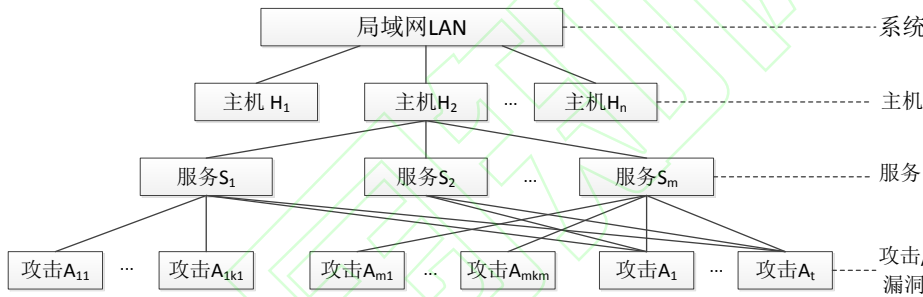 局域网LAN
系统
主机 H1
主机H2
...
主机Hn
主机
服务S1
服务S2
...
服务Sm
服务
攻击A11
...
攻击A1k1
攻击Am1
...
攻击Amkm
攻击A1
...
攻击At
攻击/
漏洞